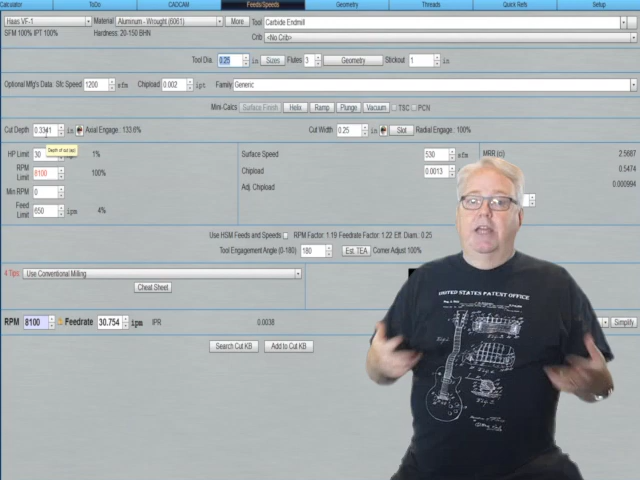 Calculator ToDo CADCAM Feeds/Speeds Geometry Threads Quick Refs Setup
Haas VF-1 Material Aluminum - Wrought (6061) More Tool Carbide Endmill
SFM 100% IPT 100% Hardness: 20-150 BHN Crib <No Crib>
Tool Dia 0.25 in Sizes Flutes 3 Geometry Stickout 1 in
Optional Mfg's Data: Sfc Speed 1200 sfm Chipload 0.002 ipt Family Generic
Mini-Calcs Surface Finish Helix Ramp Plunge Vacuum TSC PCN
Cut Depth 0.3341 in Axial Engage: 133.6% Cut Width 0.25 in Slot Radial Engage: 100%
Depth of cut (ap)
HP Limit 30 1% Surface Speed 530 sfm MRR (ci) 2.5687
RPM Limit 8100 100% Chipload 0.0013 ipt 0.5474
Min RPM 0 Adj. Chipload 0.000994
Feed Limit 650 ipm 4%
Use HSM Feeds and Speeds RPM Factor: 1.19 Feedrate Factor: 1.22 Eff. Diam. 0.25
Tool Engagement Angle (0-180) 180 Est. TEA Corner Adjust 100%
4 Tips: Use Conventional Milling
Cheat Sheet
RPM 8100 Feedrate 30.754 ipm IPR 0.0038 Simplify
Search Cut KB Add to Cut KB
UNITED STATES PATENT OFFICE